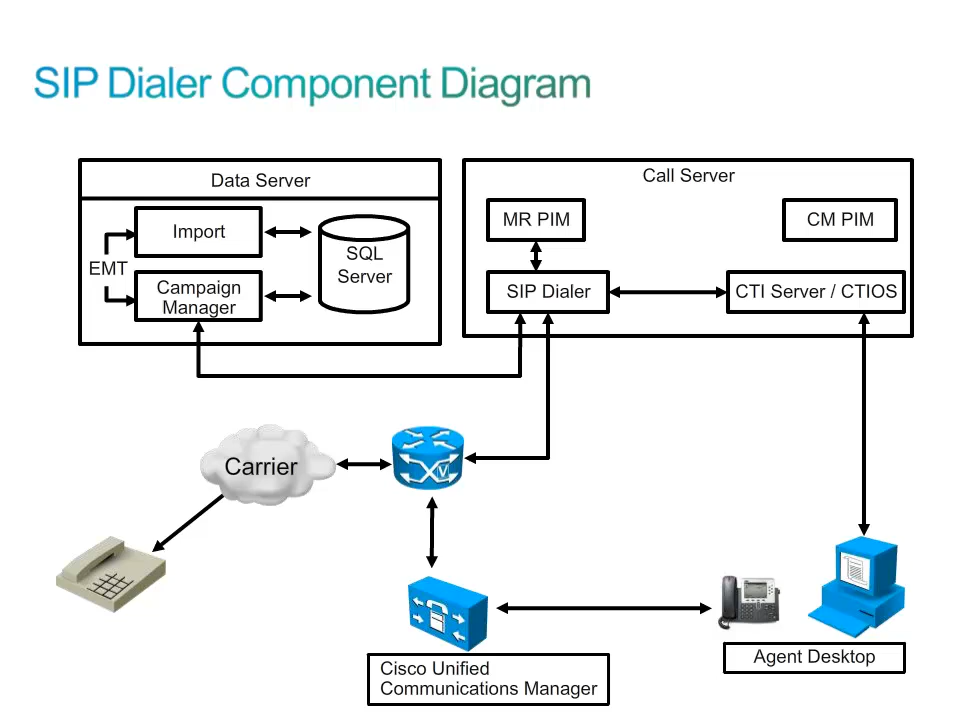 SIP Dialer Component Diagram
Data Server
Call Server
Import
EMT
Campaign
Manager
SQL
Server
MR PIM
CM PIM
SIP Dialer
CTI Server / CTIOS
Carrier
V
Cisco Unified
Communications Manager
Agent Desktop